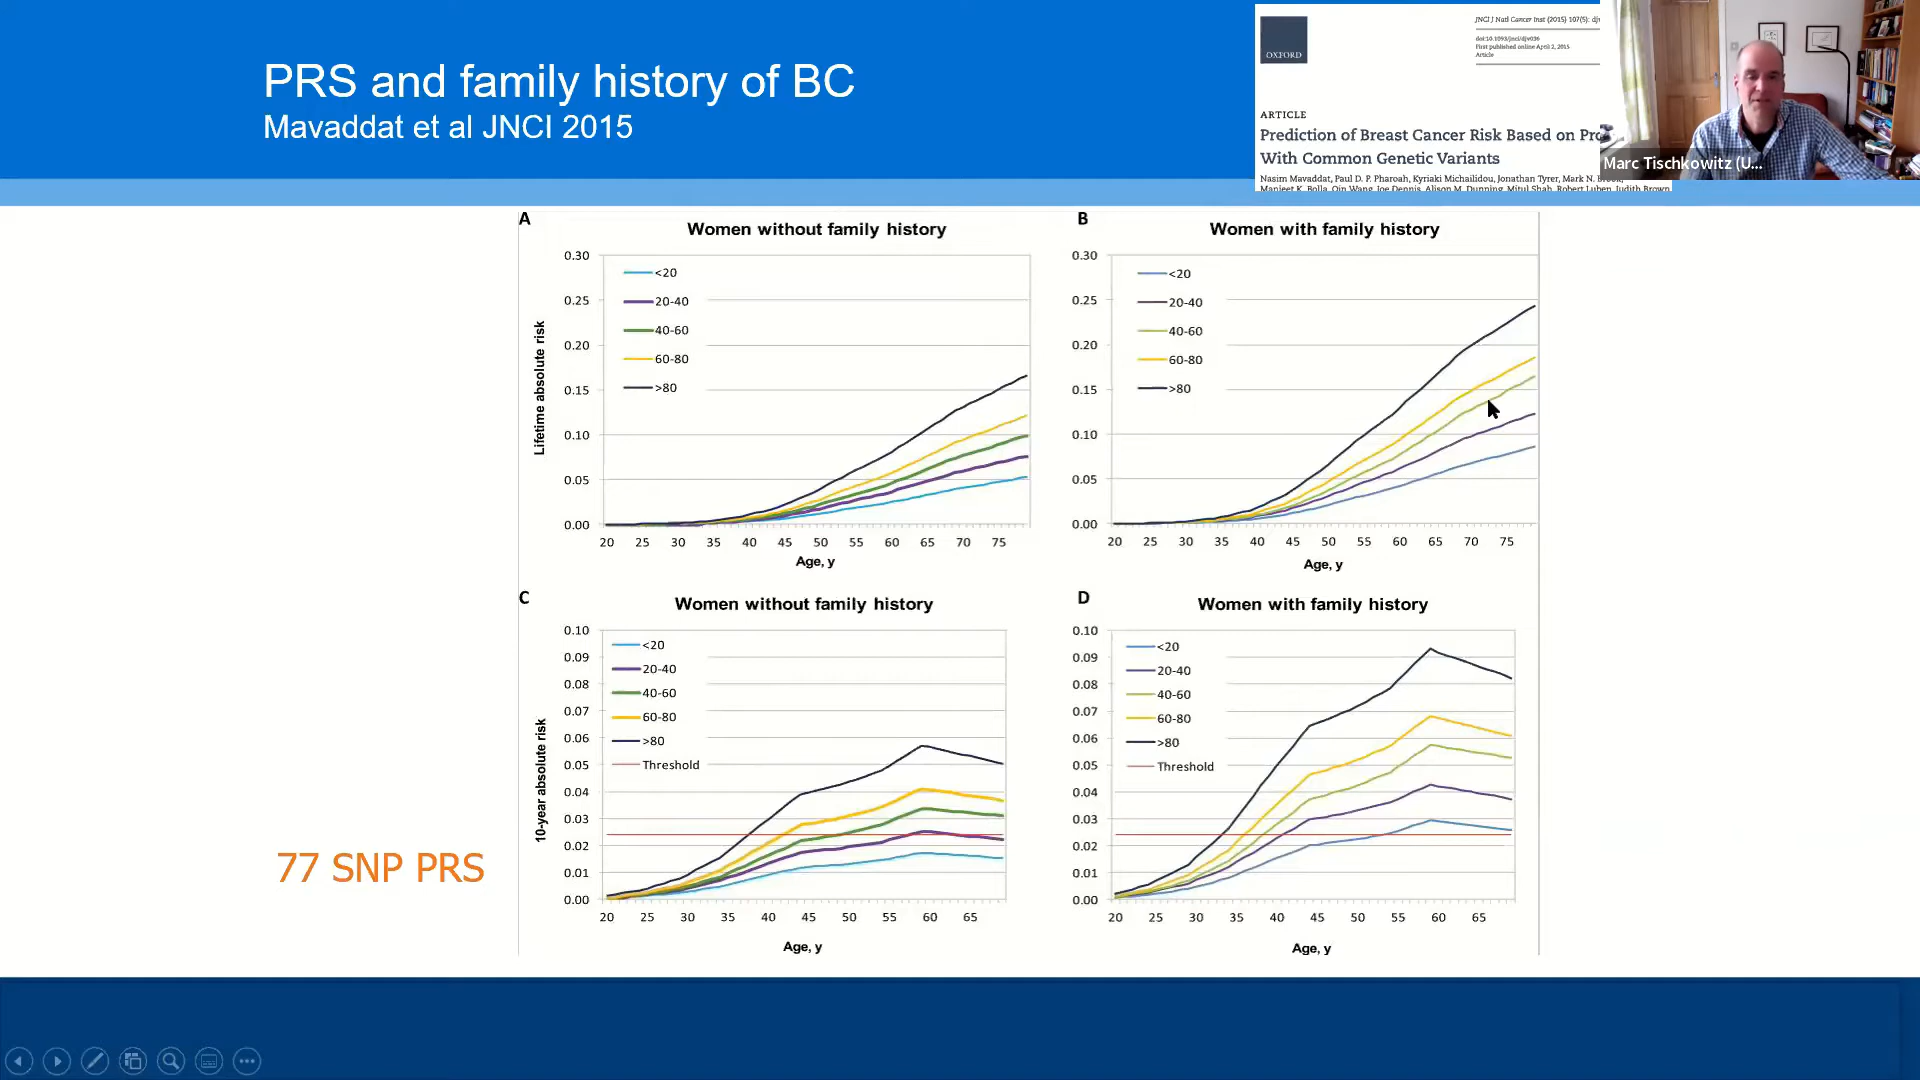 PRS and family history of BC
Mavaddat et al JNCI 2015
OXFORD
JNCI J Natl Cancer Inst (2015) 107(5):
doi:10.1093/jnci/djv036
First published online April 2, 2015
Article
ARTICLE
Prediction of Breast Cancer Risk Based on
With Common Genetic Variants
Nasim Mavaddat, Paul D. P. Pharoah, Kyriaki Michailidou, Jonathan Tyrer, Mark N.
Manjeet K. Bolla, Qin Wang, Joe Dennis, Alison M. Dunning, Mitul Shah, Robert Luben, Judith Brown
Marc Tischkowitz (U...
A
Women without family history
Lifetime absolute risk
0.30
0.25
0.20
0.15
0.10
0.05
0.00
<20
20-40
40-60
60-80
>80
20 25 30 35 40 45 50 55 60 65 70 75
Age, y
B
Women with family history
0.30
0.25
0.20
0.15
0.10
0.05
0.00
<20
20-40
40-60
60-80
>80
20 25 30 35 40 45 50 55 60 65 70 75
Age, y
C
Women without family history
10-year absolute risk
0.10
0.09
0.08
0.07
0.06
0.05
0.04
0.03
0.02
0.01
0.00
<20
20-40
40-60
60-80
>80
Threshold
20 25 30 35 40 45 50 55 60 65
Age, y
D
Women with family history
0.10
0.09
0.08
0.07
0.06
0.05
0.04
0.03
0.02
0.01
0.00
<20
20-40
40-60
60-80
>80
Threshold
20 25 30 35 40 45 50 55 60 65
Age, y
77 SNP PRS